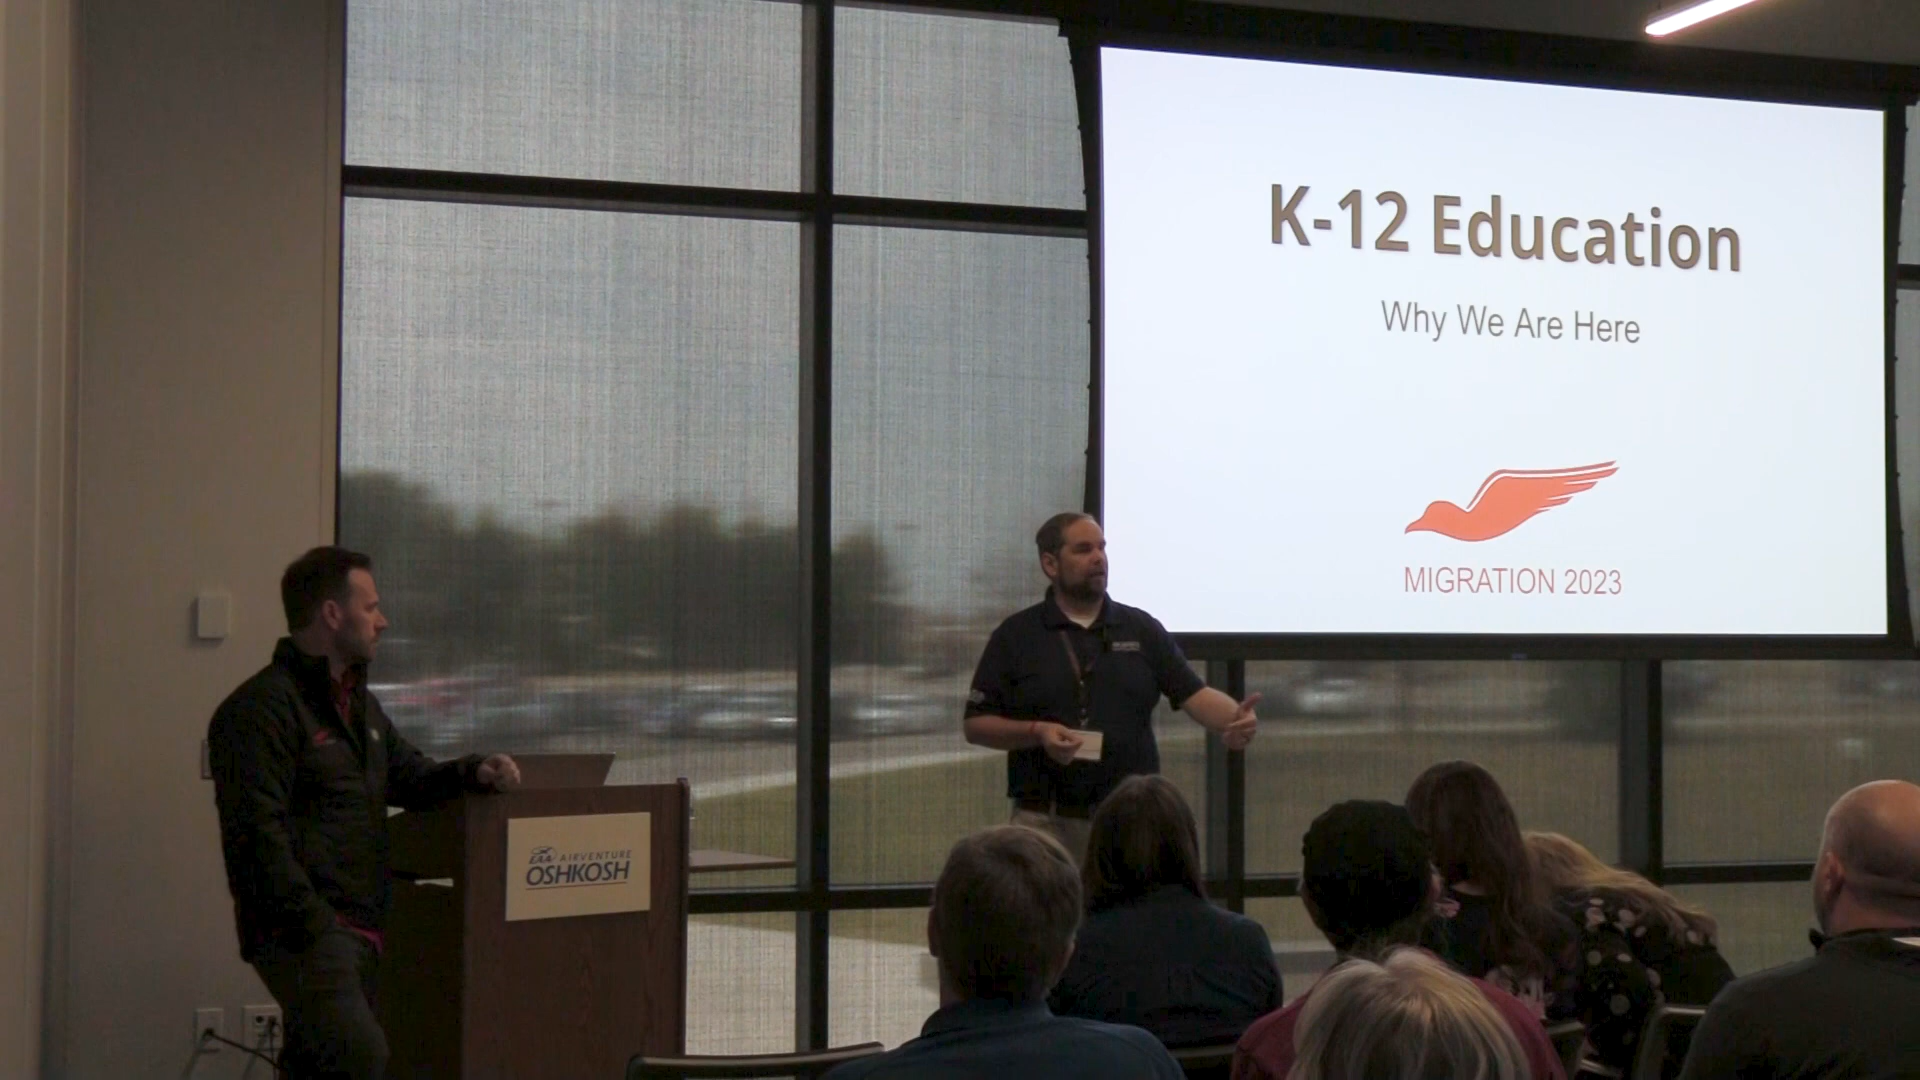 K-12 Education
Why We Are Here
MIGRATION 2023
EAA AIRVENTURE
OSHKOSH